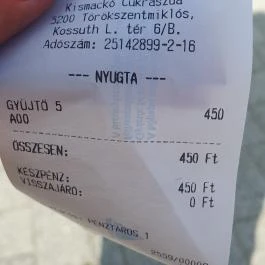 Kismackó Cukrászda
5200 Törökszentmiklós,
Kossuth L. tér 6/B.
Adószám: 25142899-2-16
--- NYUGTA ---
GYŰJTŐ 5
A00 450
ÖSSZESEN: 450 Ft
KÉSZPÉNZ: 450 Ft
VISSZAJÁRÓ: 0 Ft
PÉNZTÁROS 1